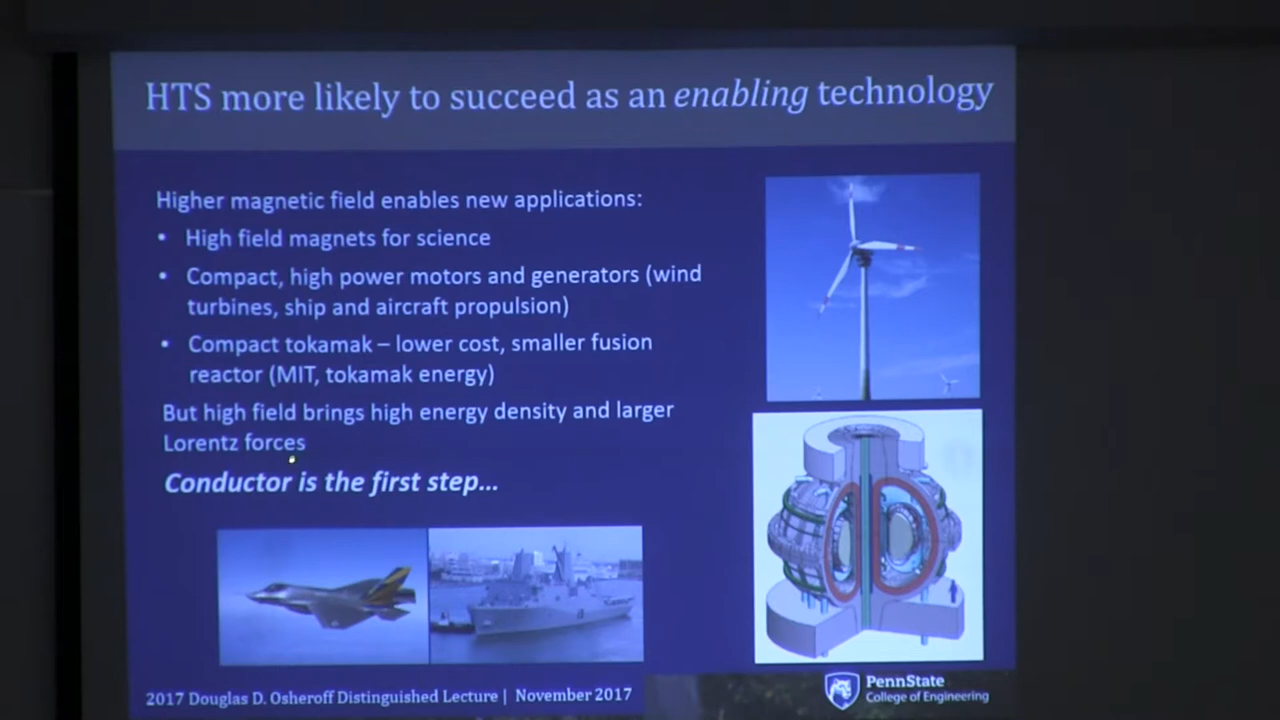 HTS more likely to succeed as an enabling technology
Higher magnetic field enables new applications:
• High field magnets for science
• Compact, high power motors and generators (wind
turbines, ship and aircraft propulsion)
• Compact tokamak – lower cost, smaller fusion
reactor (MIT, tokamak energy)
But high field brings high energy density and larger
Lorentz forces
Conductor is the first step...
2017 Douglas D. Osheroff Distinguished Lecture | November 2017
PennState
College of Engineering